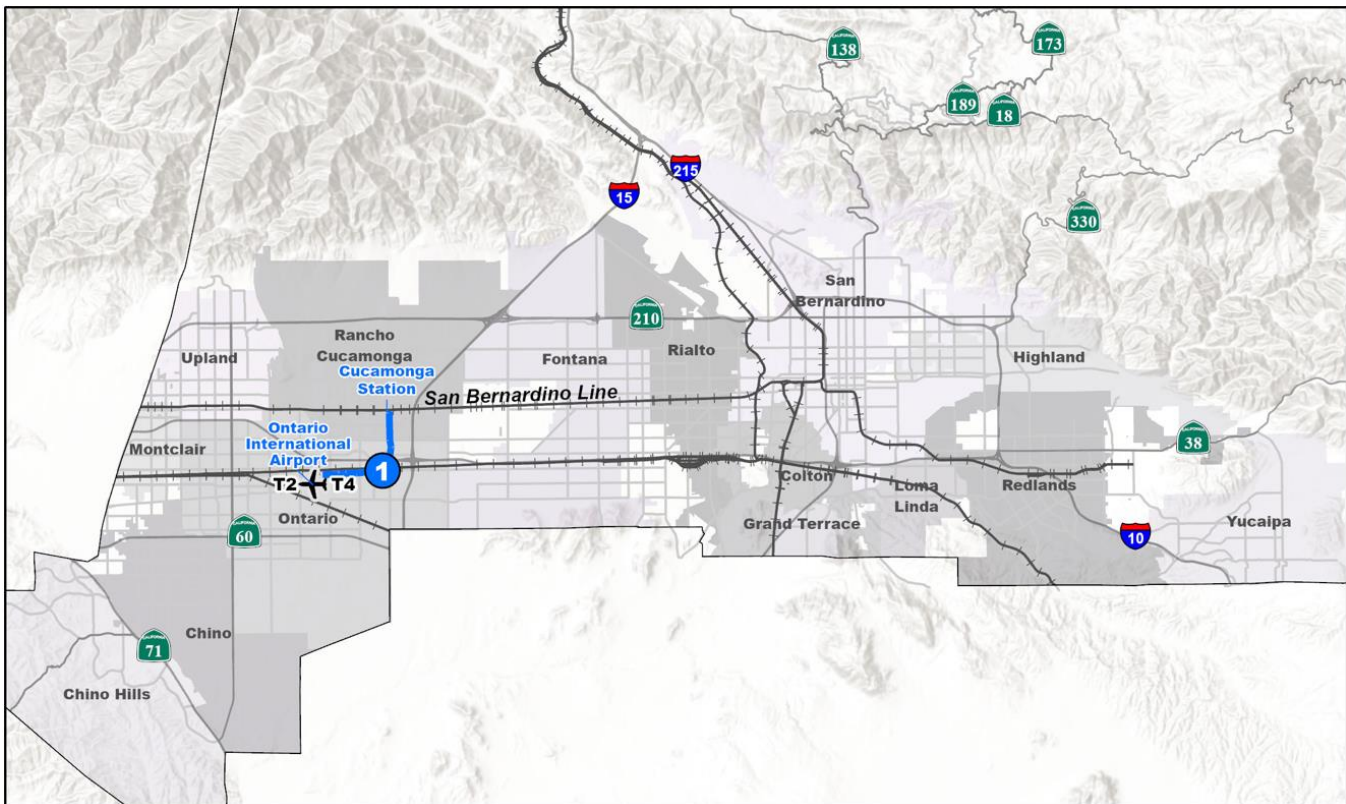 138
173
189
18
215
15
330
San
Bernardino
210
Rancho
Cucamonga
Upland
Fontana
Rialto
Highland
Cucamonga
Station
San Bernardino Line
Ontario
International
Airport
Montclair
38
1
T2
T4
Colton
Loma
Linda
Redlands
Ontario
Grand Terrace
Yucaipa
60
10
Chino
71
Chino Hills